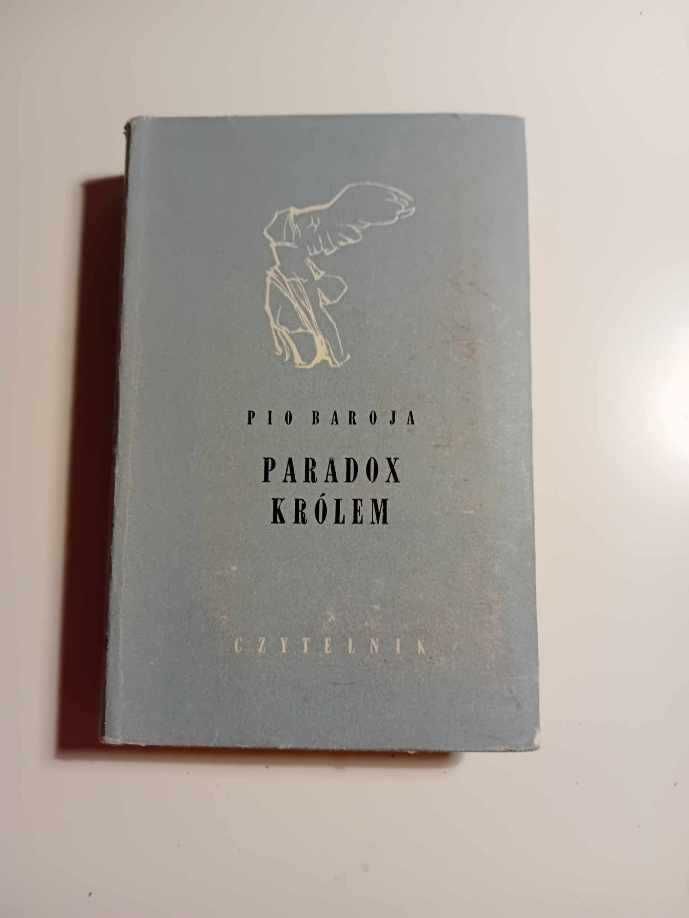 PIO BAROJA
PARADOX
KRÓLEM
CZYTELNIK